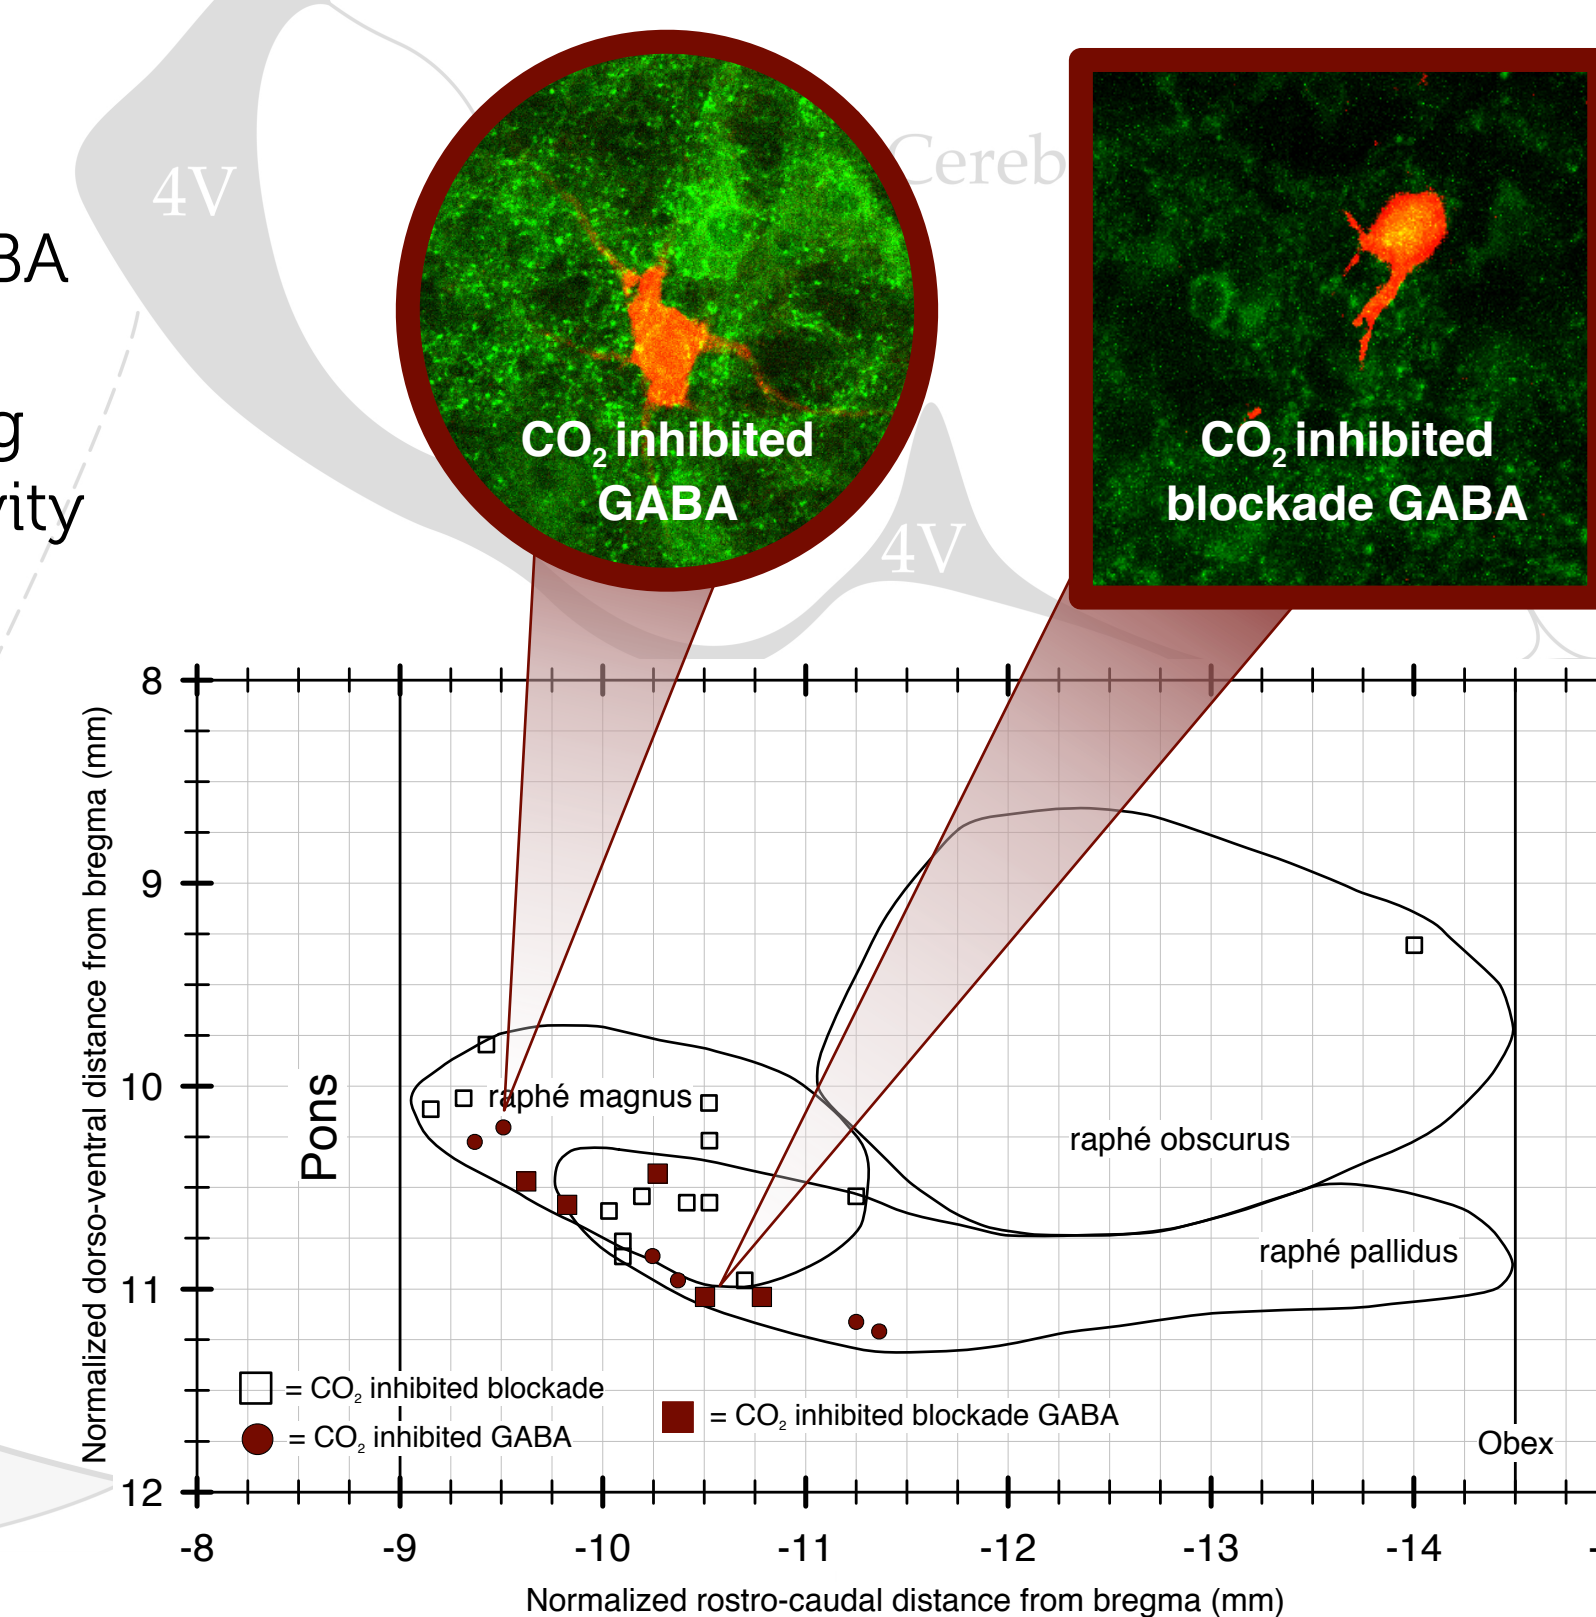 4V
Cereb
BA
g
vity
CO₂ inhibited
GABA
CO₂ inhibited
blockade GABA
4V
8
9
10
11
12
Normalized dorso-ventral distance from bregma (mm)
Pons
raphé magnus
raphé obscurus
raphé pallidus
= CO₂ inhibited blockade
= CO₂ inhibited GABA
= CO₂ inhibited blockade GABA
Obex
-8
-9
-10
-11
-12
-13
-14
-
Normalized rostro-caudal distance from bregma (mm)